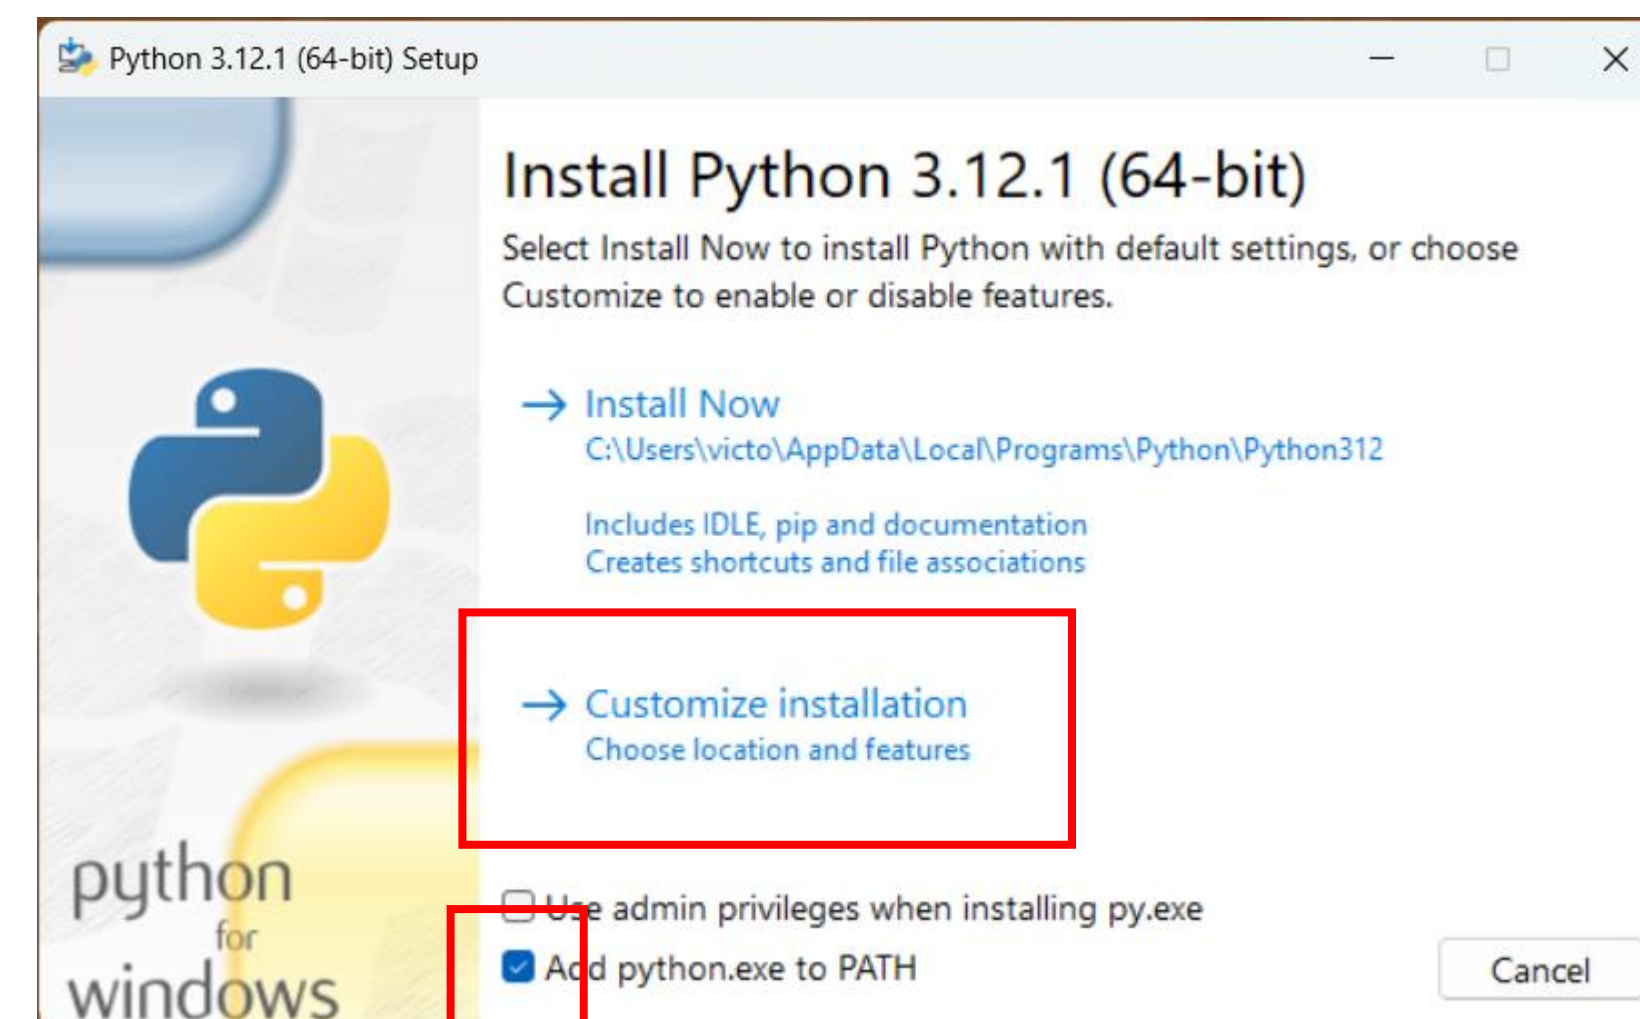 Python 3.12.1 (64-bit) Setup
Install Python 3.12.1 (64-bit)
Select Install Now to install Python with default settings, or choose
Customize to enable or disable features.
Install Now
C:\Users\victo\AppData\Local\Programs\Python\Python312
Includes IDLE, pip and documentation
Creates shortcuts and file associations
Customize installation
Choose location and features
Use admin privileges when installing py.exe
Add python.exe to PATH
Cancel
python
for
windows